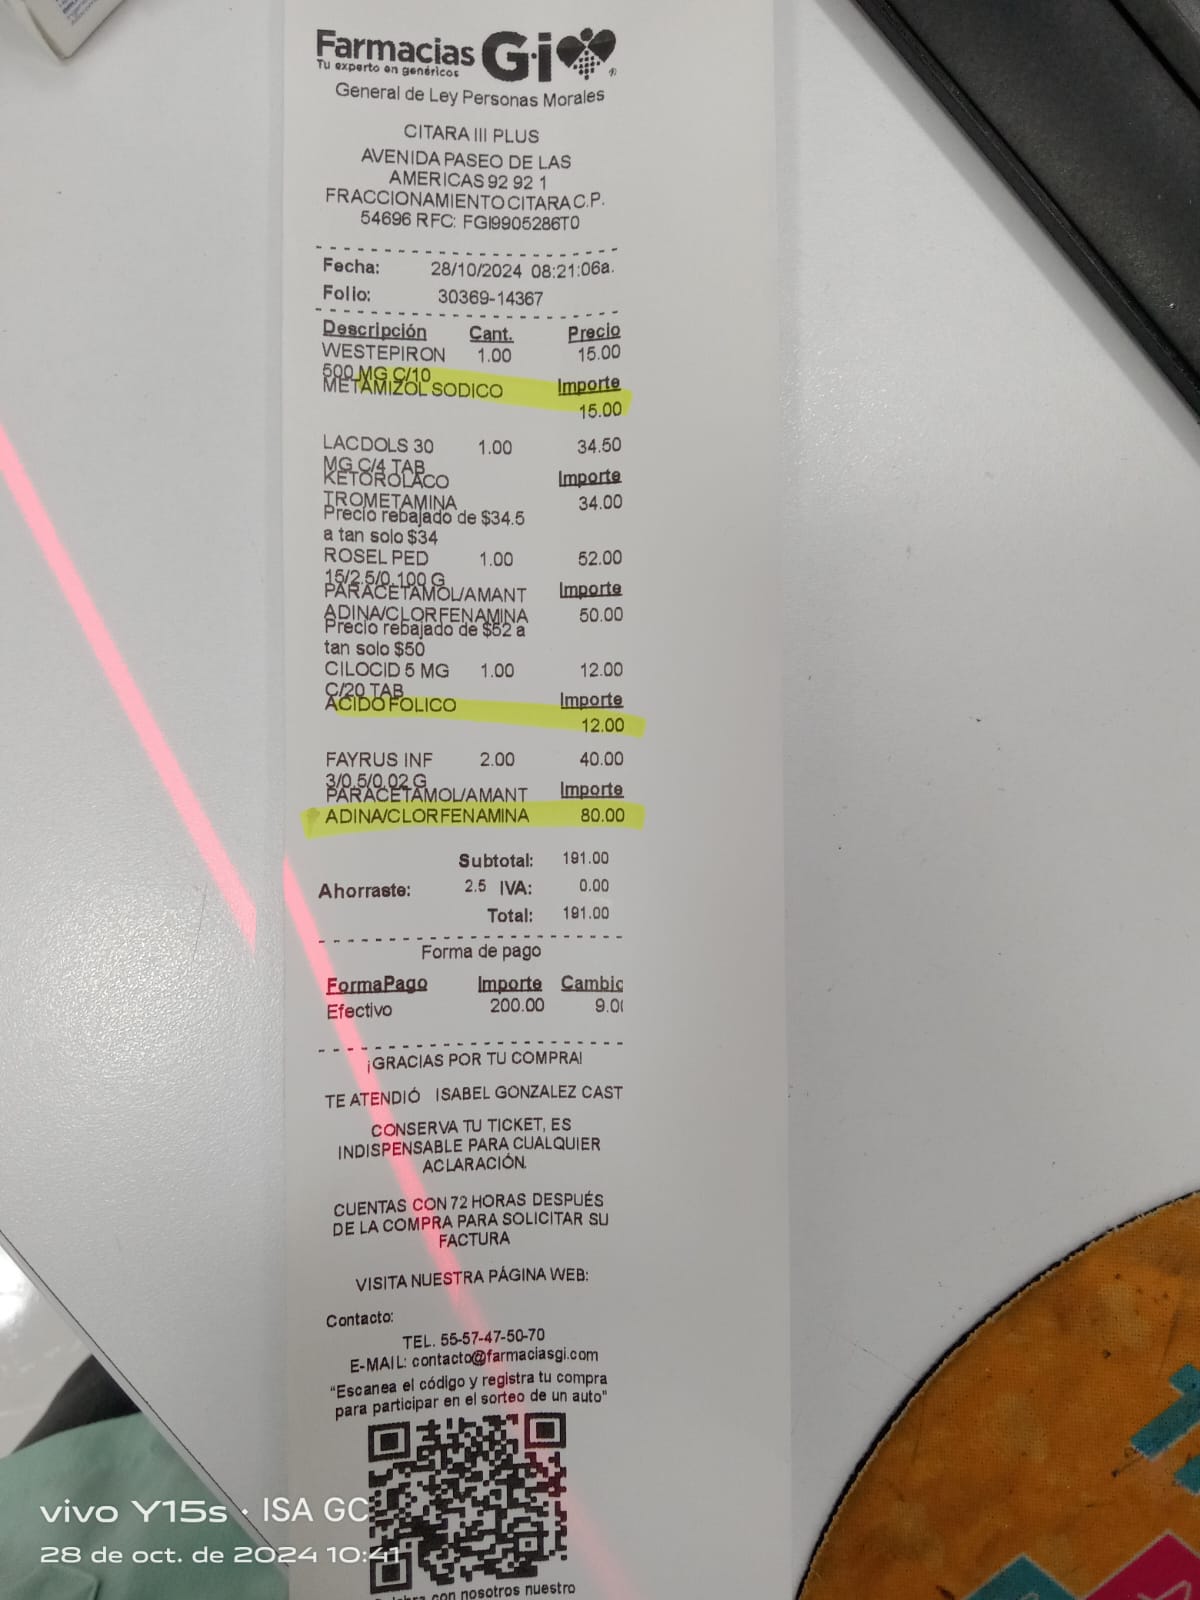 Farmacias Gi
Tu experto en genéricos
General de Ley Personas Morales
CITARA III PLUS
AVENIDA PASEO DE LAS
AMERICAS 92 92 1
FRACCIONAMIENTO CITARA C.P.
54696 RFC: FGI9905286T0
Fecha: 28/10/2024 08:21:06a.
Folio: 30369-14367
Descripción Cant. Precio
WESTEPIRON 1.00 15.00
500 MG C/10
METAMIZOL SODICO Importe
15.00
LACDOLS 30 1.00 34.50
MG C/4 TAB
KETOROLACO Importe
TROMETAMINA 34.00
Precio rebajado de $34.5
a tan solo $34
ROSEL PED 1.00 52.00
15/2.5/0.100 G
PARACETAMOL/AMANT Importe
ADINA/CLORFENAMINA 50.00
Precio rebajado de $52 a
tan solo $50
CILOCID 5 MG 1.00 12.00
C/20 TAB
ACIDO FOLICO Importe
12.00
FAYRUS INF 2.00 40.00
3/0.5/0.02 G
PARACETAMOL/AMANT Importe
ADINA/CLORFENAMINA 80.00
Subtotal: 191.00
Ahorraste: 2.5 IVA: 0.00
Total: 191.00
Forma de pago
FormaPago Importe Cambio
Efectivo 200.00 9.00
¡GRACIAS POR TU COMPRA!
TE ATENDIÓ ISABEL GONZALEZ CAST
CONSERVA TU TICKET, ES
INDISPENSABLE PARA CUALQUIER
ACLARACIÓN.
CUENTAS CON 72 HORAS DESPUÉS
DE LA COMPRA PARA SOLICITAR SU
FACTURA
VISITA NUESTRA PÁGINA WEB:
Contacto:
TEL. 55-57-47-50-70
E-MAIL: contacto@farmaciasgi.com
"Escanea el código y registra tu compra
para participar en el sorteo de un auto"
con nosotros nuestro
vivo Y15s · ISA GC
28 de oct. de 2024 10:41